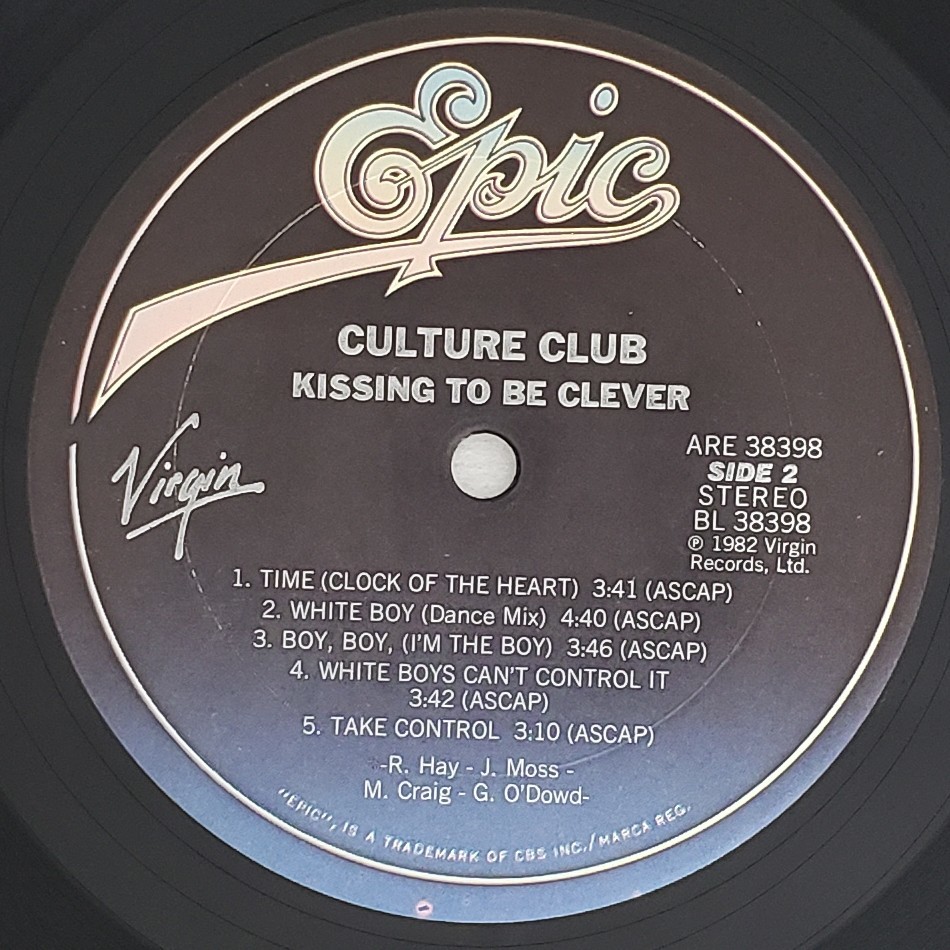 Epic
CULTURE CLUB
KISSING TO BE CLEVER
Virgin
ARE 38398
SIDE 2
STEREO
BL 38398
℗ 1982 Virgin
Records, Ltd.
1. TIME (CLOCK OF THE HEART) 3:41 (ASCAP)
2. WHITE BOY (Dance Mix) 4:40 (ASCAP)
3. BOY, BOY, (I'M THE BOY) 3:46 (ASCAP)
4. WHITE BOYS CAN'T CONTROL IT
3:42 (ASCAP)
5. TAKE CONTROL 3:10 (ASCAP)
-R. Hay - J. Moss -
M. Craig - G. O'Dowd-
"EPIC", IS A TRADEMARK OF CBS INC./MARCA REG.